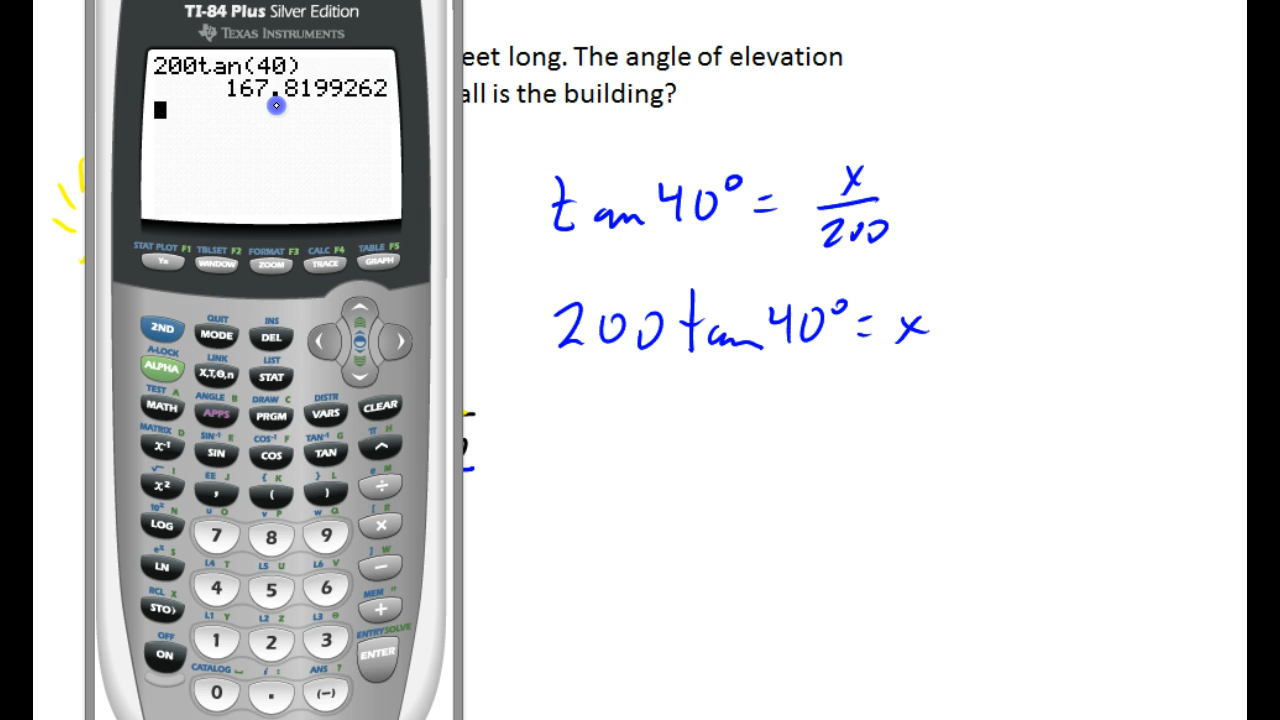 TI-84 Plus Silver Edition
TEXAS INSTRUMENTS
200tan(40)
167.8199262
eet long. The angle of elevation
all is the building?
tan 40° = x/200
200 tan 40° = x
STAT PLOT F1 TBLSET F2 FORMAT F3 CALC F4 TABLE F5
Y= WINDOW ZOOM TRACE GRAPH
QUIT INS
2ND MODE DEL
A-LOCK LINK LIST
ALPHA X,T,Θ,n STAT
TEST A ANGLE B DRAW C DISTR
MATH APPS PRGM VARS CLEAR
MATRIX D SIN⁻¹ E COS⁻¹ F TAN⁻¹ G π H
x⁻¹ SIN COS TAN ^
√ I EE J { K } L e M
x² , ( ) ÷
10ˣ N u O v P w Q [ R
LOG 7 8 9 ×
eˣ S L4 T L5 U L6 V ] W
LN 4 5 6 −
RCL X L1 Y L2 Z L3 θ MEM "
STO› 1 2 3 +
OFF CATALOG i : ANS ? ENTRY SOLVE
ON 0 . (−) ENTER